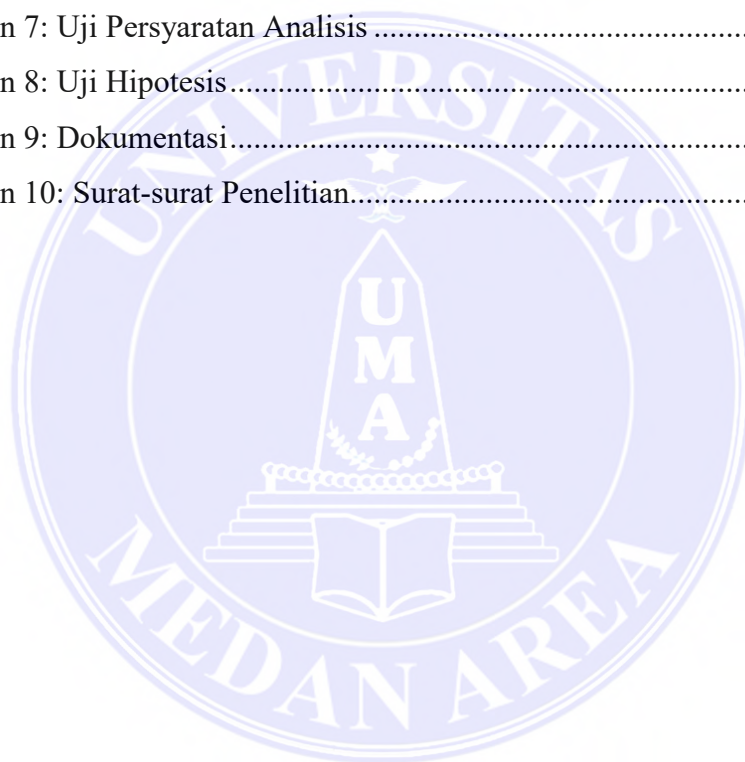 n 7: Uji Persyaratan Analisis ....................................................
n 8: Uji Hipotesis........................................................................
n 9: Dokumentasi........................................................................
n 10: Surat-surat Penelitian.......................................................
UNIVERSITAS
UMA
MEDAN AREA